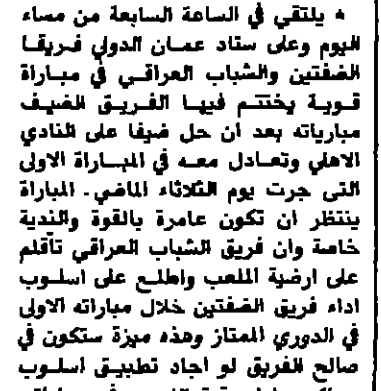 * يلتقي في الساعة السابعة من مساء
اليوم وعلى ستاد عمان الدولي فريقا
الضفتين والشباب العراقي في مباراة
قوية يختتم فيها الفريق الضيف
مبارياته بعد ان حل ضيفا على النادي
الاهلي وتعادل معه في المباراة الاولى
التى جرت يوم الثلاثاء الماضي. المباراة
ينتظر ان تكون عامرة بالقوة والندية
خاصة وان فريق الشباب العراقي تأقلم
على ارضية الملعب واطلع على اسلوب
اداء فريق الضفتين خلال مباراته الاولى
في الدوري الممتاز وهذه ميزة ستكون في
صالح الفريق لو اجاد تطبيق اسلوب